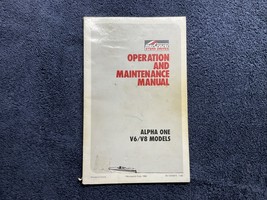 OPERATION
AND
MAINTENANCE
MANUAL
ALPHA ONE
V6/V8 MODELS